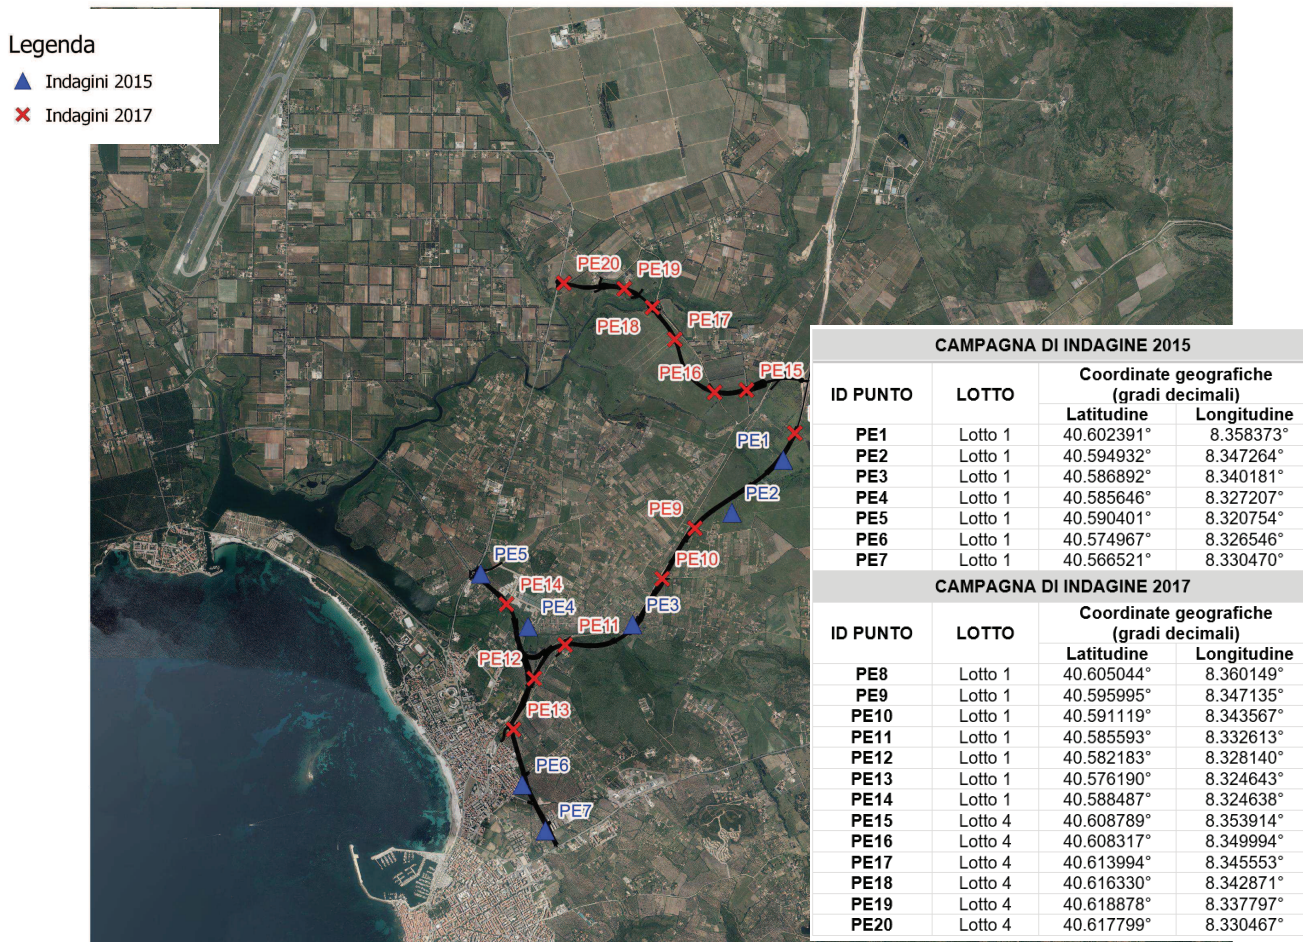 Legenda
Indagini 2015
Indagini 2017
PE20
PE19
PE18
PE17
PE16
PE15
PE1
PE2
PE9
PE10
PE5
PE14
PE4
PE3
PE11
PE12
PE13
PE6
PE7
CAMPAGNA DI INDAGINE 2015
ID PUNTO LOTTO Coordinate geografiche
(gradi decimali)
Latitudine Longitudine
PE1 Lotto 1 40.602391° 8.358373°
PE2 Lotto 1 40.594932° 8.347264°
PE3 Lotto 1 40.586892° 8.340181°
PE4 Lotto 1 40.585646° 8.327207°
PE5 Lotto 1 40.590401° 8.320754°
PE6 Lotto 1 40.574967° 8.326546°
PE7 Lotto 1 40.566521° 8.330470°
CAMPAGNA DI INDAGINE 2017
ID PUNTO LOTTO Coordinate geografiche
(gradi decimali)
Latitudine Longitudine
PE8 Lotto 1 40.605044° 8.360149°
PE9 Lotto 1 40.595995° 8.347135°
PE10 Lotto 1 40.591119° 8.343567°
PE11 Lotto 1 40.585593° 8.332613°
PE12 Lotto 1 40.582183° 8.328140°
PE13 Lotto 1 40.576190° 8.324643°
PE14 Lotto 1 40.588487° 8.324638°
PE15 Lotto 4 40.608789° 8.353914°
PE16 Lotto 4 40.608317° 8.349994°
PE17 Lotto 4 40.613994° 8.345553°
PE18 Lotto 4 40.616330° 8.342871°
PE19 Lotto 4 40.618878° 8.337797°
PE20 Lotto 4 40.617799° 8.330467°